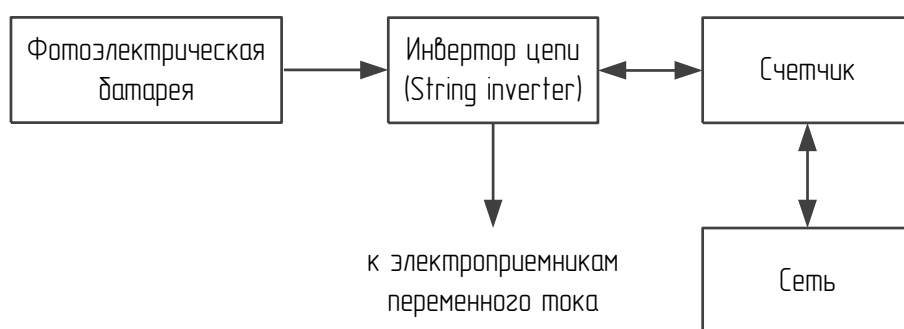 Фотоэлектрическая
батарея
Инвертор цепи
(String inverter)
Счетчик
к электроприемникам
переменного тока
Сеть